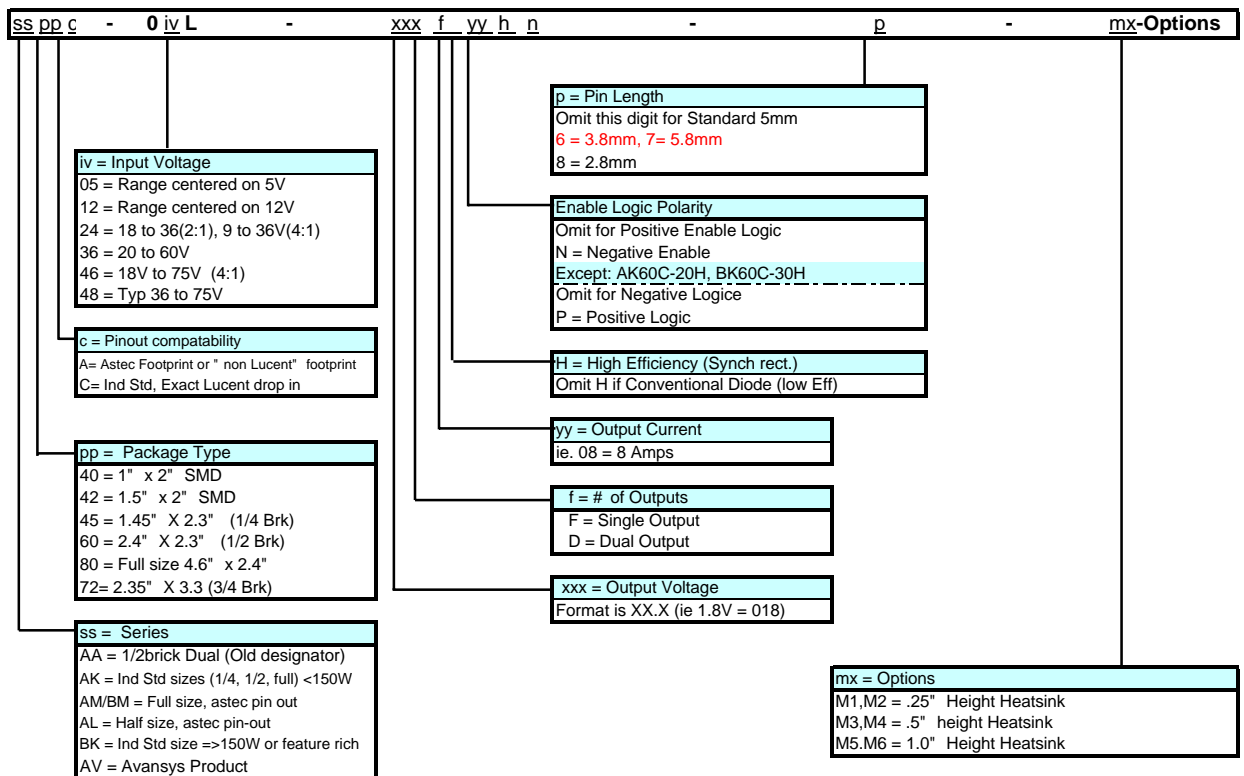 ss pp c - 0 iv L - xxx f yy h n - p - mx-Options
p = Pin Length
Omit this digit for Standard 5mm
6 = 3.8mm, 7= 5.8mm
8 = 2.8mm
iv = Input Voltage
05 = Range centered on 5V
12 = Range centered on 12V
24 = 18 to 36(2:1), 9 to 36V(4:1)
36 = 20 to 60V
46 = 18V to 75V (4:1)
48 = Typ 36 to 75V
Enable Logic Polarity
Omit for Positive Enable Logic
N = Negative Enable
Except: AK60C-20H, BK60C-30H
Omit for Negative Logice
P = Positive Logic
c = Pinout compatability
A= Astec Footprint or " non Lucent" footprint
C= Ind Std, Exact Lucent drop in
H = High Efficiency (Synch rect.)
Omit H if Conventional Diode (low Eff)
yy = Output Current
ie. 08 = 8 Amps
pp = Package Type
40 = 1" x 2" SMD
42 = 1.5" x 2" SMD
45 = 1.45" X 2.3" (1/4 Brk)
60 = 2.4" X 2.3" (1/2 Brk)
80 = Full size 4.6" x 2.4"
72= 2.35" X 3.3 (3/4 Brk)
f = # of Outputs
F = Single Output
D = Dual Output
xxx = Output Voltage
Format is XX.X (ie 1.8V = 018)
ss = Series
AA = 1/2brick Dual (Old designator)
AK = Ind Std sizes (1/4, 1/2, full) <150W
AM/BM = Full size, astec pin out
AL = Half size, astec pin-out
BK = Ind Std size =>150W or feature rich
AV = Avansys Product
mx = Options
M1,M2 = .25" Height Heatsink
M3,M4 = .5" height Heatsink
M5.M6 = 1.0" Height Heatsink